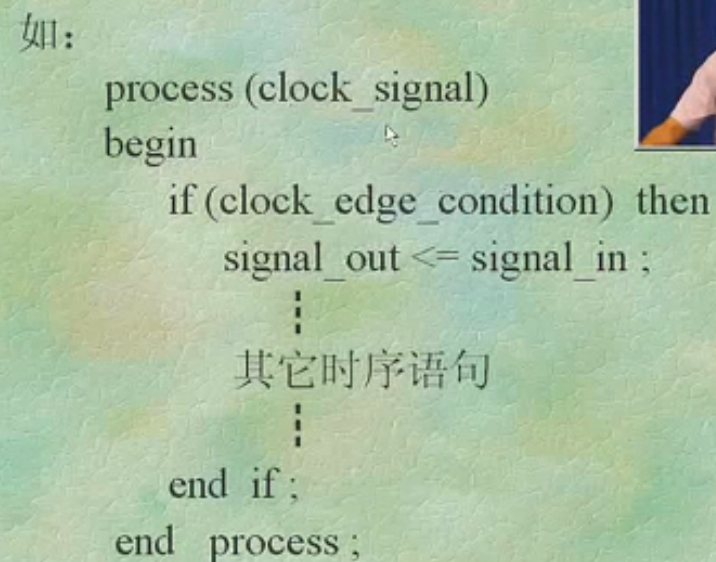 如：
process (clock_signal)
begin
if (clock_edge_condition) then
signal_out <= signal_in ;
其它时序语句
end if ;
end process ;